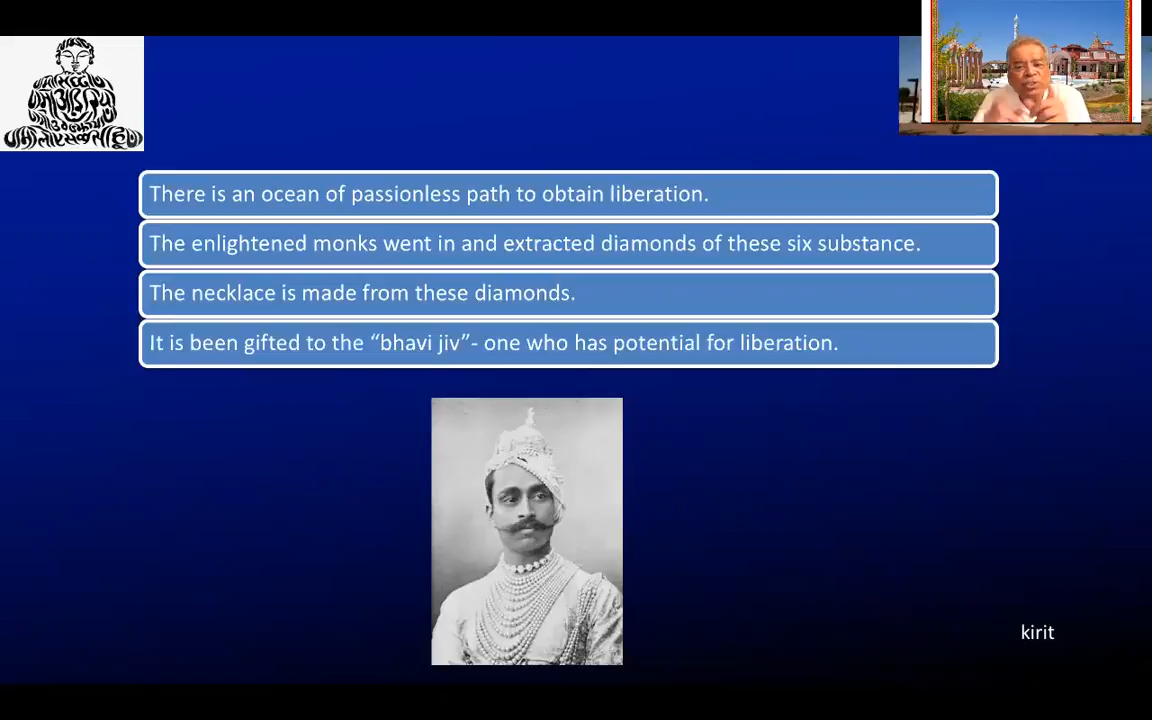 There is an ocean of passionless path to obtain liberation.
The enlightened monks went in and extracted diamonds of these six substance.
The necklace is made from these diamonds.
It is been gifted to the “bhavi jiv”- one who has potential for liberation.
kirit